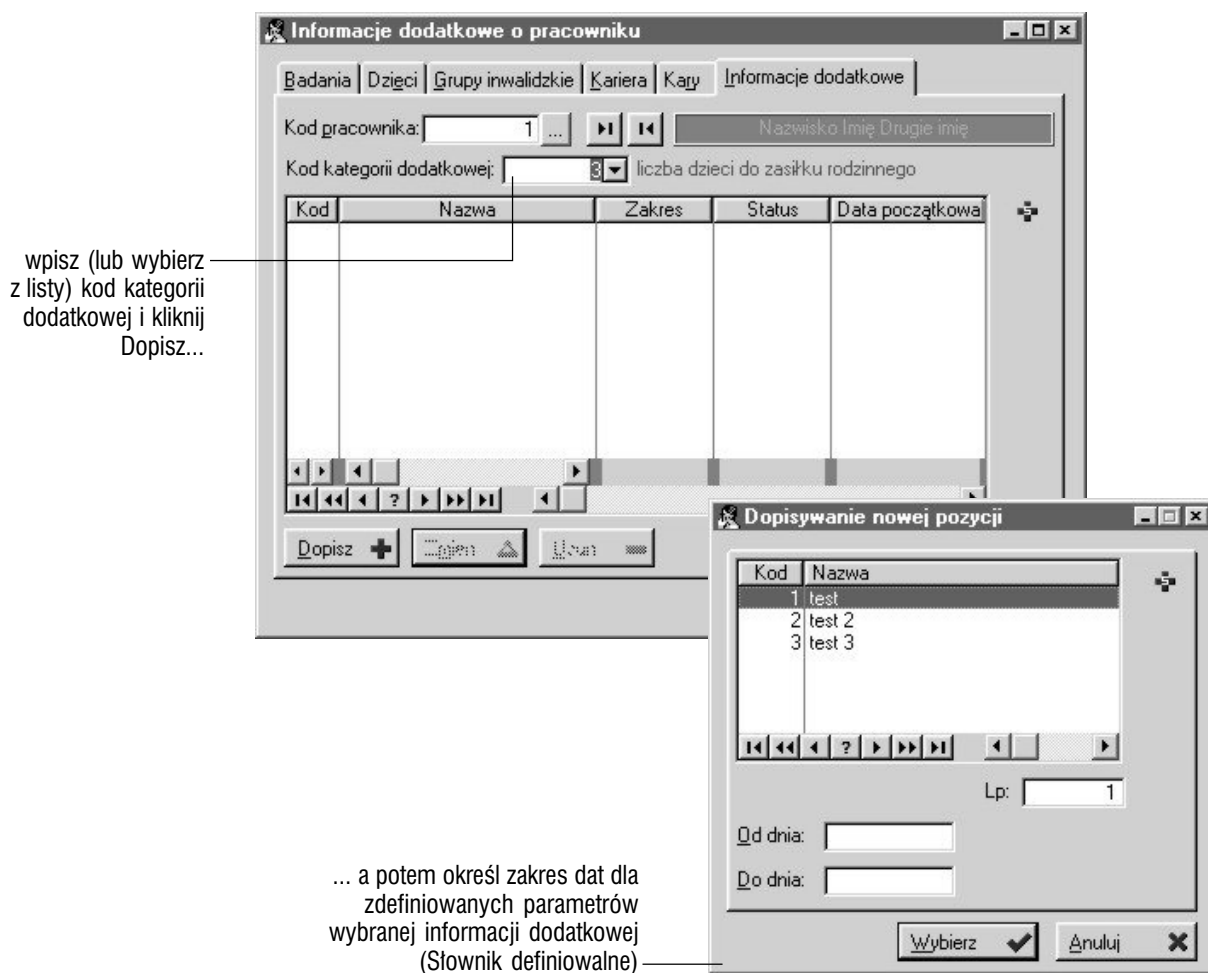 Informacje dodatkowe o pracowniku
Badania Dzieci Grupy inwalidzkie Kariera Kary Informacje dodatkowe
Kod pracownika: 1 ... Nazwisko Imię Drugie imię
Kod kategorii dodatkowej: 3 liczba dzieci do zasiłku rodzinnego
Kod Nazwa Zakres Status Data początkowa
wpisz (lub wybierz
z listy) kod kategorii
dodatkowej i kliknij
Dopisz...
?
Dopisz Zmień Usuń
Dopisywanie nowej pozycji
Kod Nazwa
1 test
2 test 2
3 test 3
?
Lp: 1
Od dnia:
Do dnia:
... a potem określ zakres dat dla
zdefiniowanych parametrów
wybranej informacji dodatkowej
(Słownik definiowalne)
Wybierz Anuluj